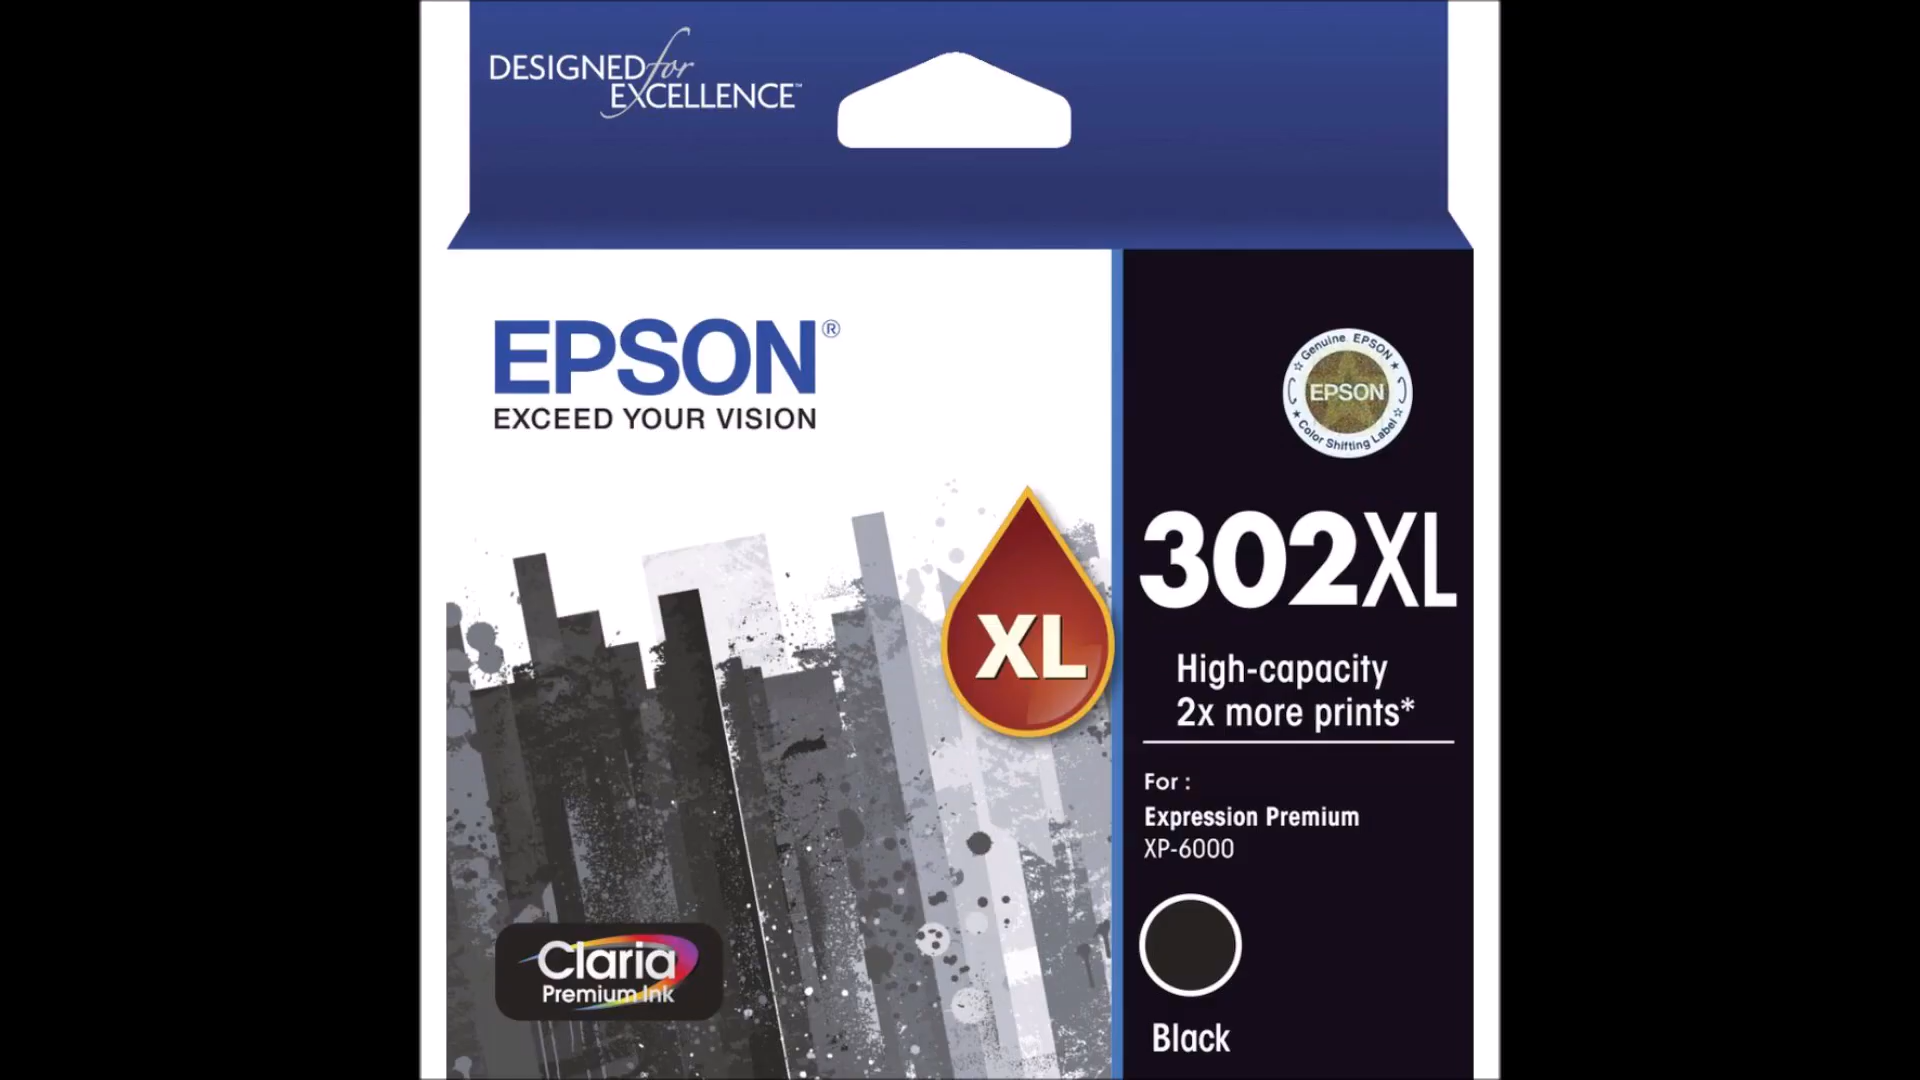 DESIGNED for
EXCELLENCE™
EPSON®
EXCEED YOUR VISION
Genuine EPSON
EPSON
Color Shifting Label
302XL
XL
High-capacity
2x more prints*
For :
Expression Premium
XP-6000
Claria
Premium Ink
Black